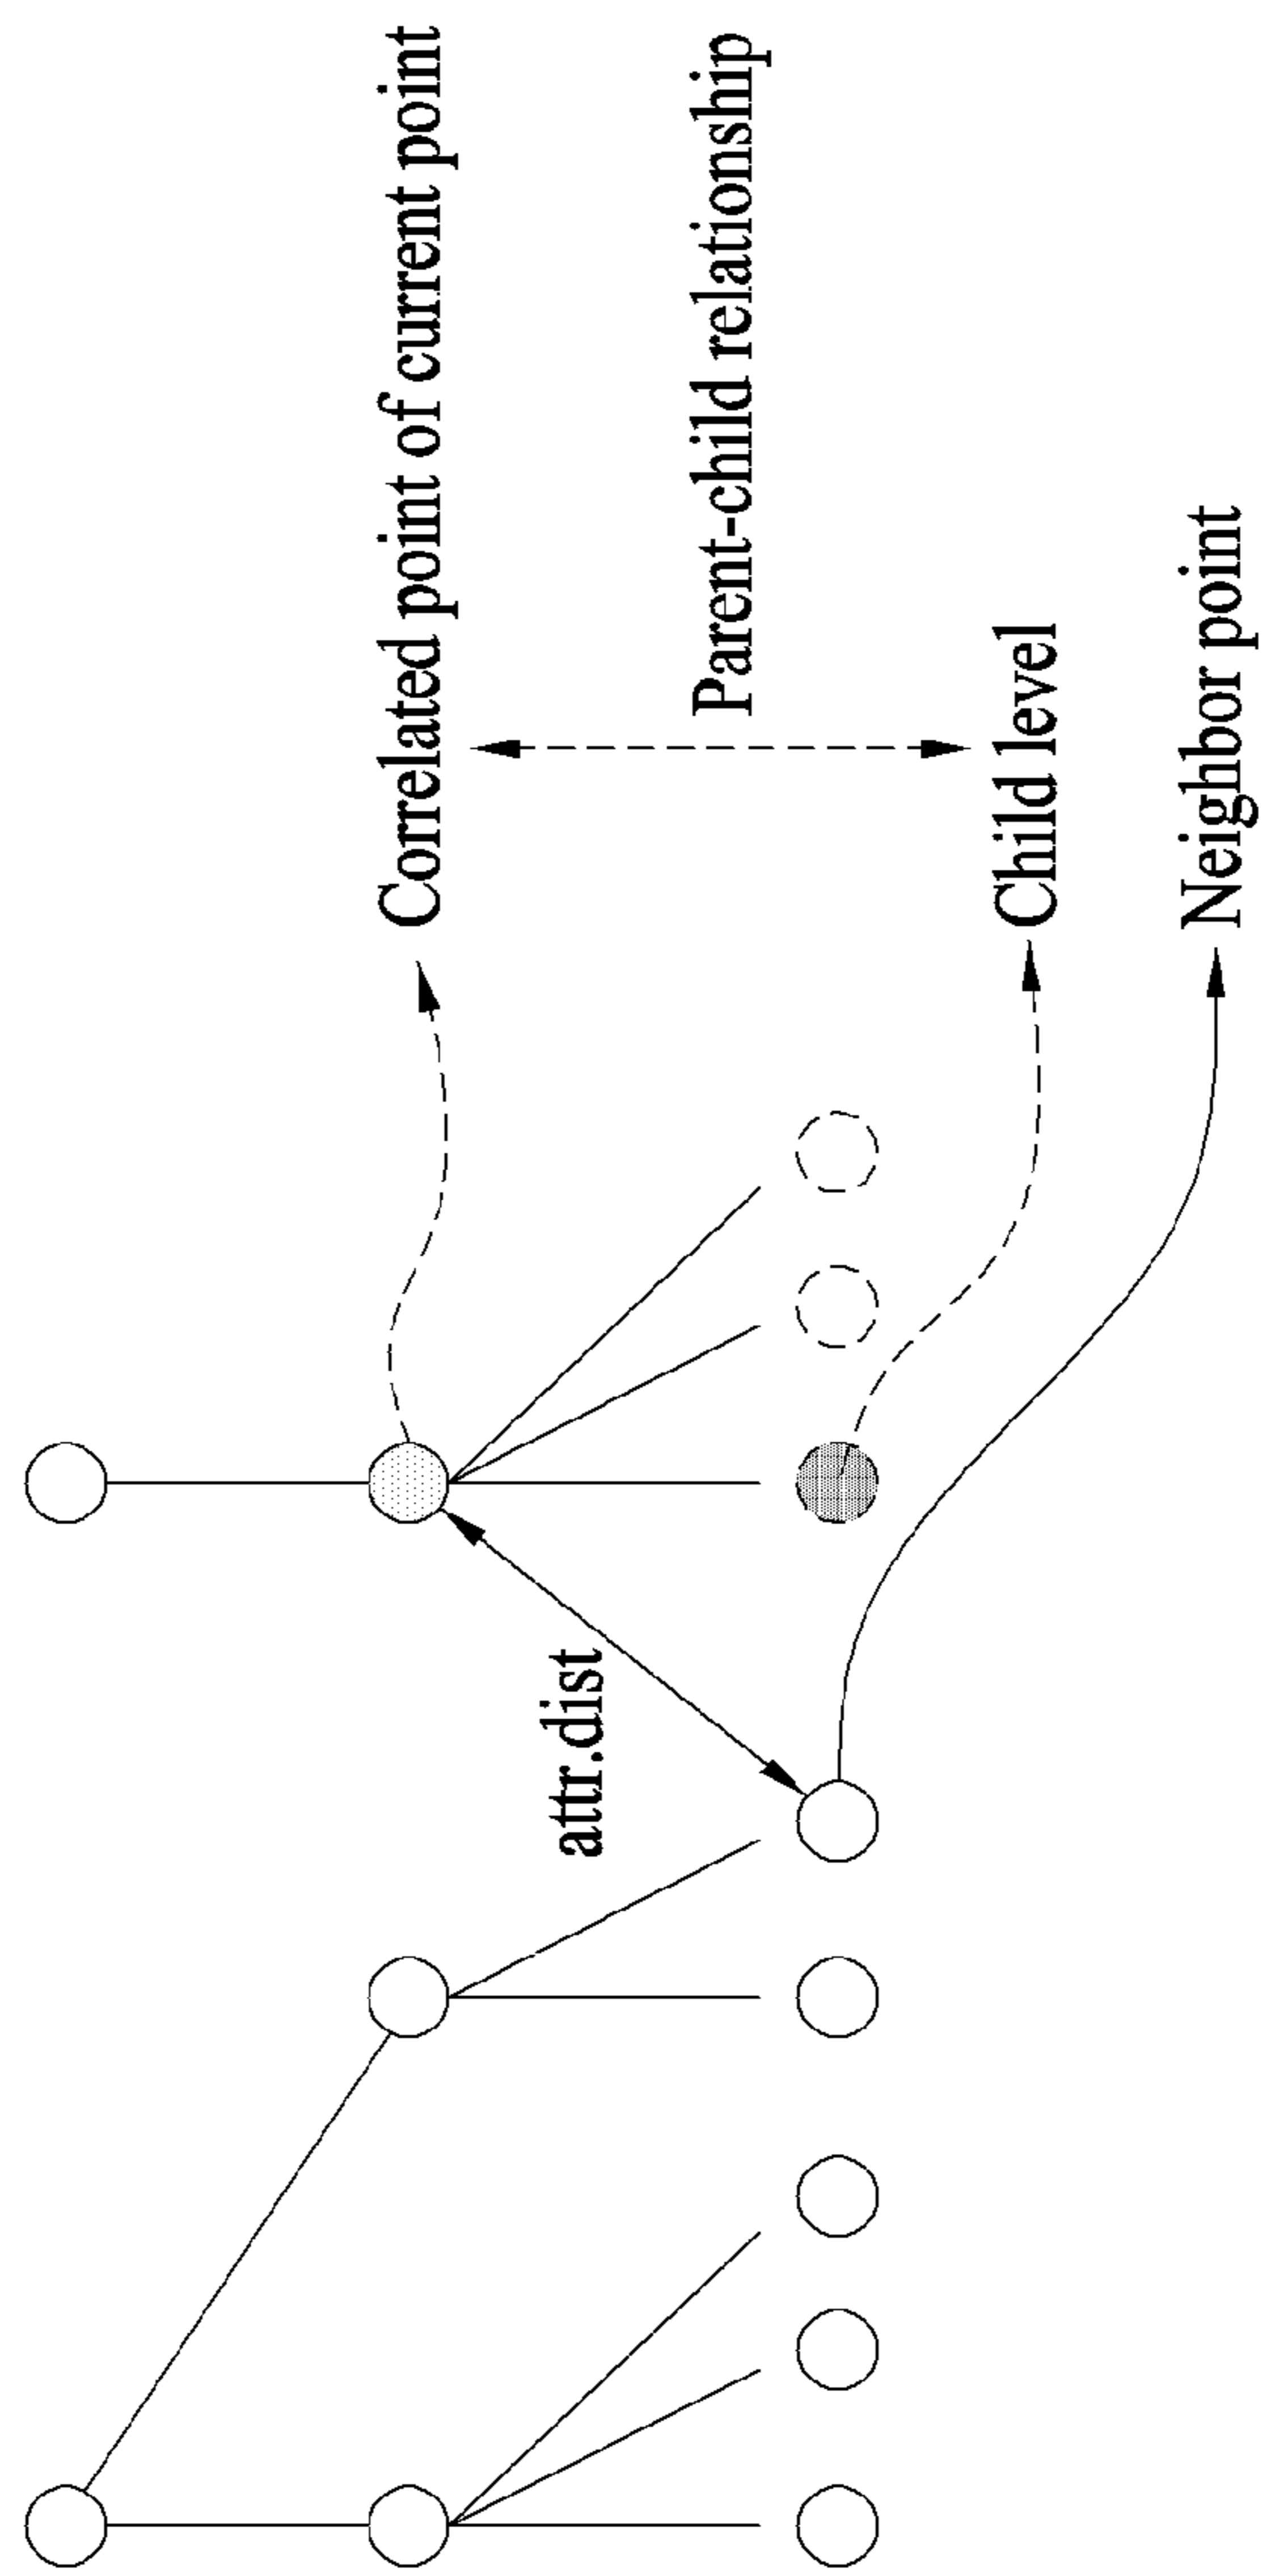 Correlated point of current point
Parent-child relationship
attr.dist
Child level
Neighbor point